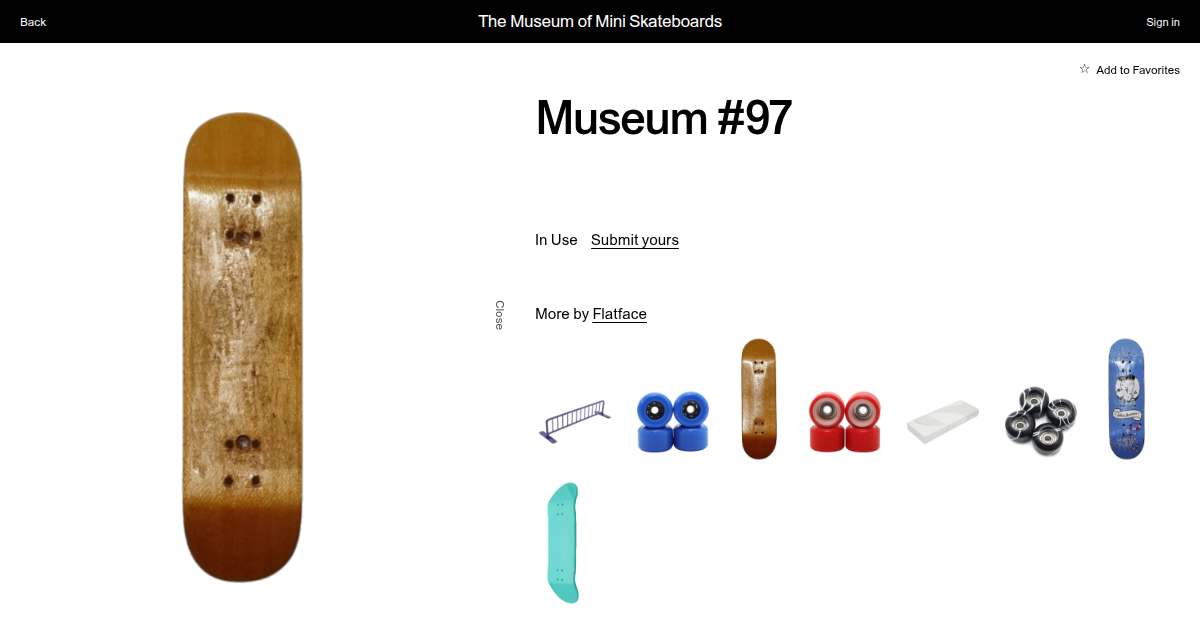 Back
The Museum of Mini Skateboards
Sign in
☆ Add to Favorites
Museum #97
In Use Submit yours
Close
More by Flatface